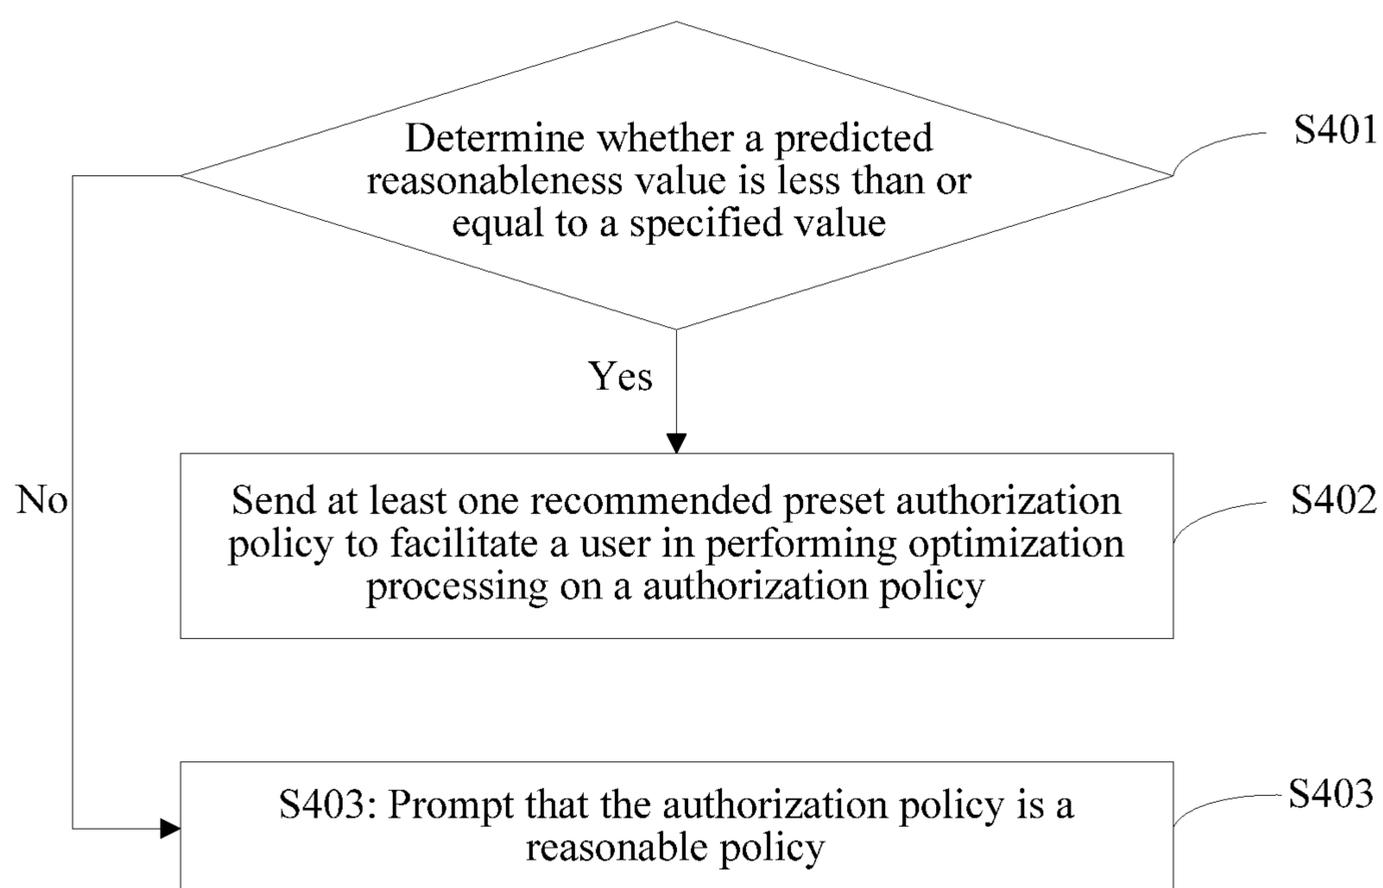 Determine whether a predicted
reasonableness value is less than or
equal to a specified value
S401
Yes
No
Send at least one recommended preset authorization
policy to facilitate a user in performing optimization
processing on a authorization policy
S402
S403: Prompt that the authorization policy is a
reasonable policy
S403